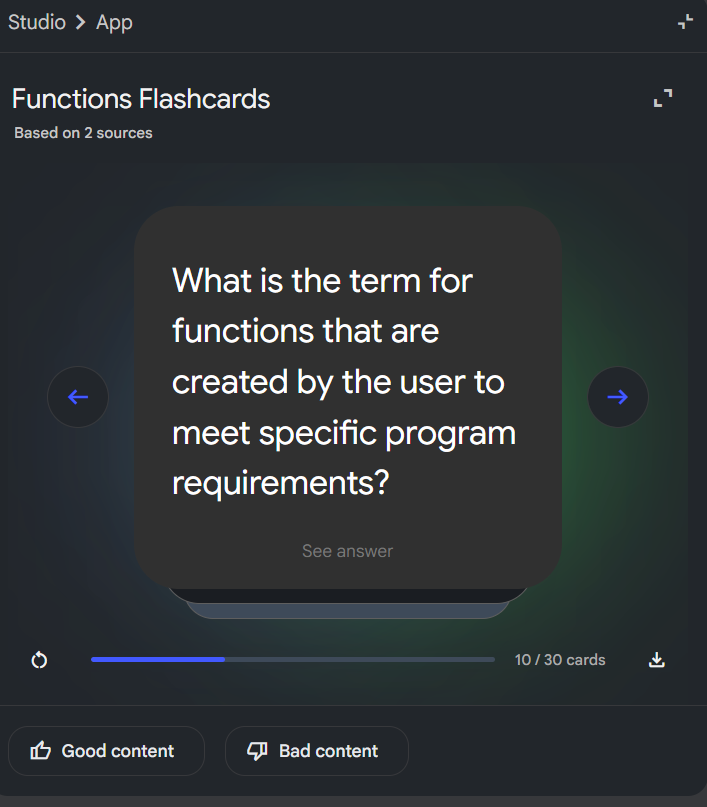 Studio > App
Functions Flashcards
Based on 2 sources
What is the term for
functions that are
created by the user to
meet specific program
requirements?
See answer
10 / 30 cards
Good content
Bad content